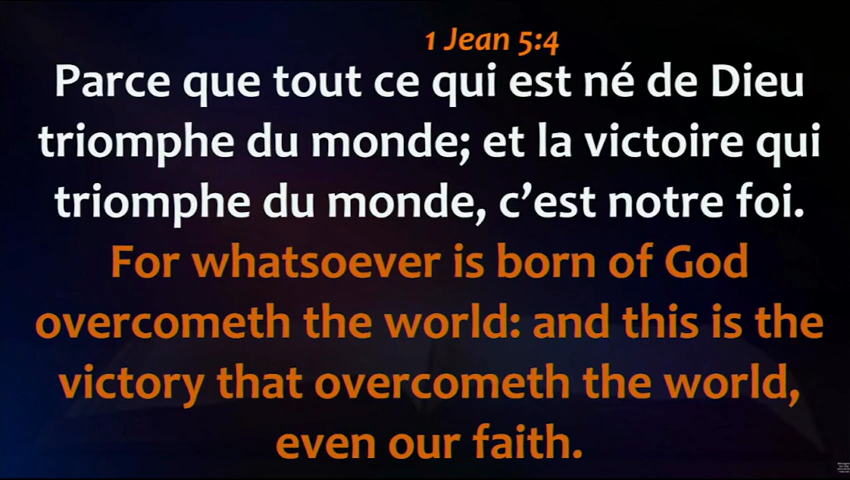 1 Jean 5:4
Parce que tout ce qui est né de Dieu
triomphe du monde; et la victoire qui
triomphe du monde, c’est notre foi.
For whatsoever is born of God
overcometh the world: and this is the
victory that overcometh the world,
even our faith.